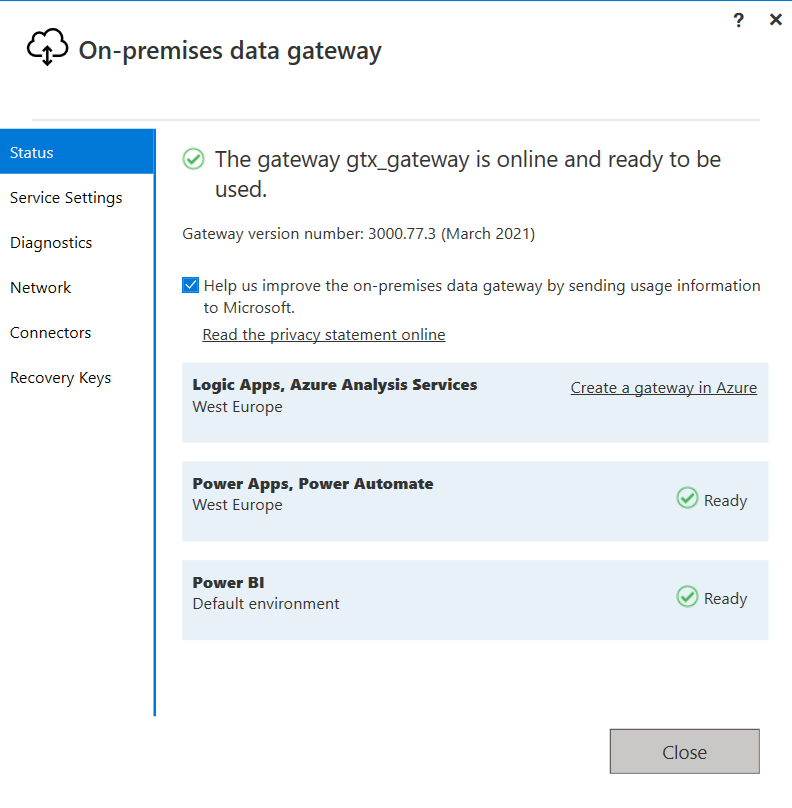 ?
On-premises data gateway
Status
Service Settings
Diagnostics
Network
Connectors
Recovery Keys
The gateway gtx_gateway is online and ready to be
used.
Gateway version number: 3000.77.3 (March 2021)
Help us improve the on-premises data gateway by sending usage information
to Microsoft.
Read the privacy statement online
Logic Apps, Azure Analysis Services
West Europe
Create a gateway in Azure
Power Apps, Power Automate
West Europe
Ready
Power BI
Default environment
Ready
Close